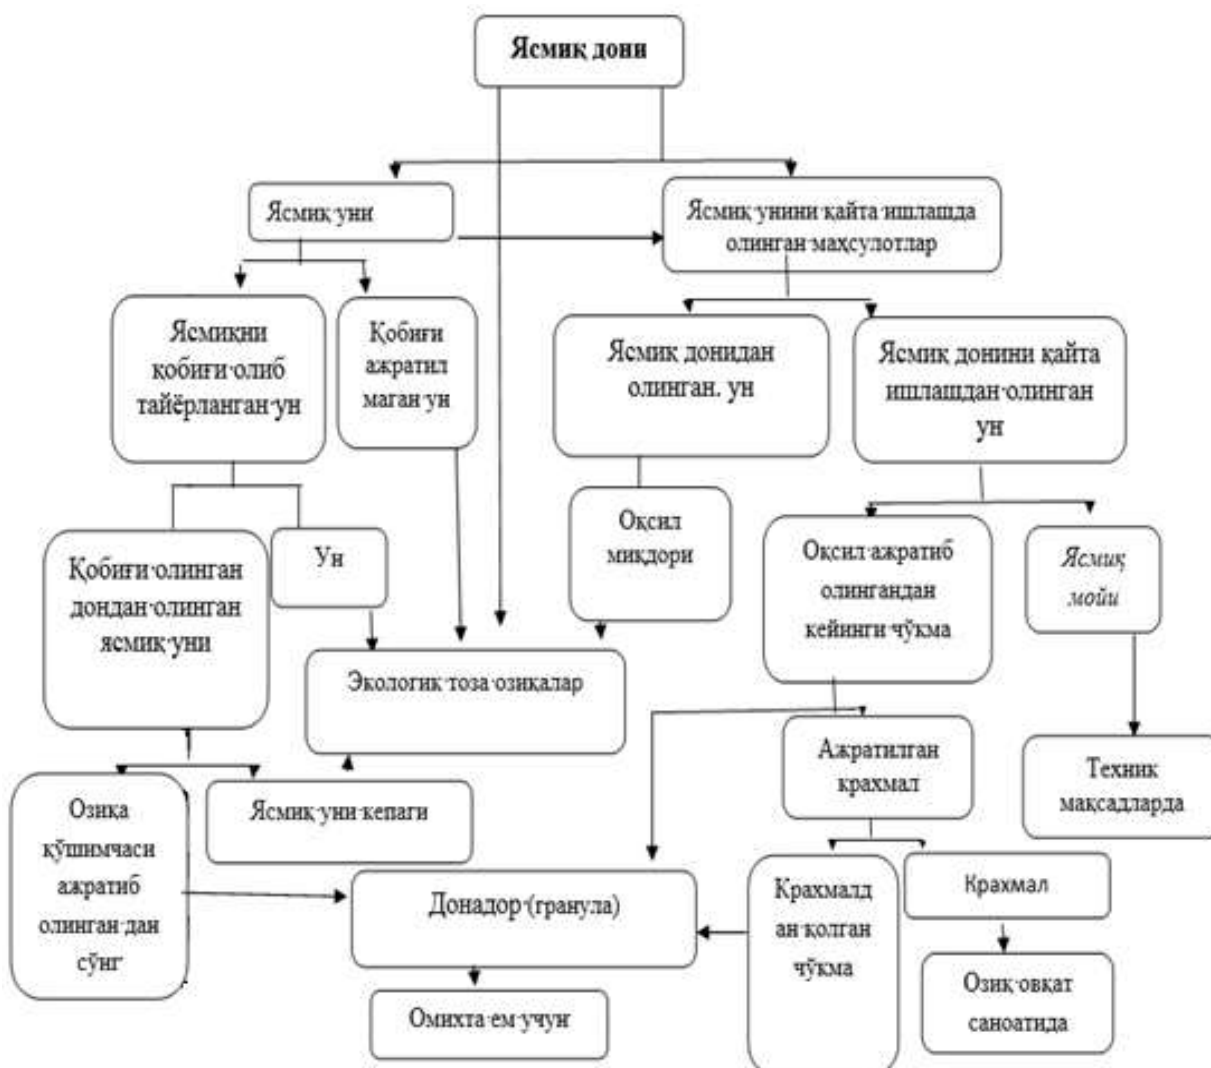 Ясмиқ дони
Ясмиқ уни
Ясмиқ унини қайта ишлашда
олинган маҳсулотлар
Ясмиқни
қобиғи олиб
тайёрланган ун
Қобиғи
ажратил
маган ун
Ясмиқ донидан
олинган. ун
Ясмиқ донини қайта
ишлашдан олинган
ун
Қобиғи олинган
дондан олинган
ясмиқ уни
Ун
Оқсил
миқдори
Оқсил ажратиб
олингандан
кейинги чўкма
Ясмиқ
мойи
Экологик тоза озиқалар
Озиқа
қўшимчаси
ажратиб
олинган дан
сўнг
Ясмиқ уни кепаги
Ажратилган
крахмал
Техник
мақсадларда
Донадор (гранула)
Крахмалд
ан қолган
чўкма
Крахмал
Омихта ем учун
Озиқ овқат
саноатида